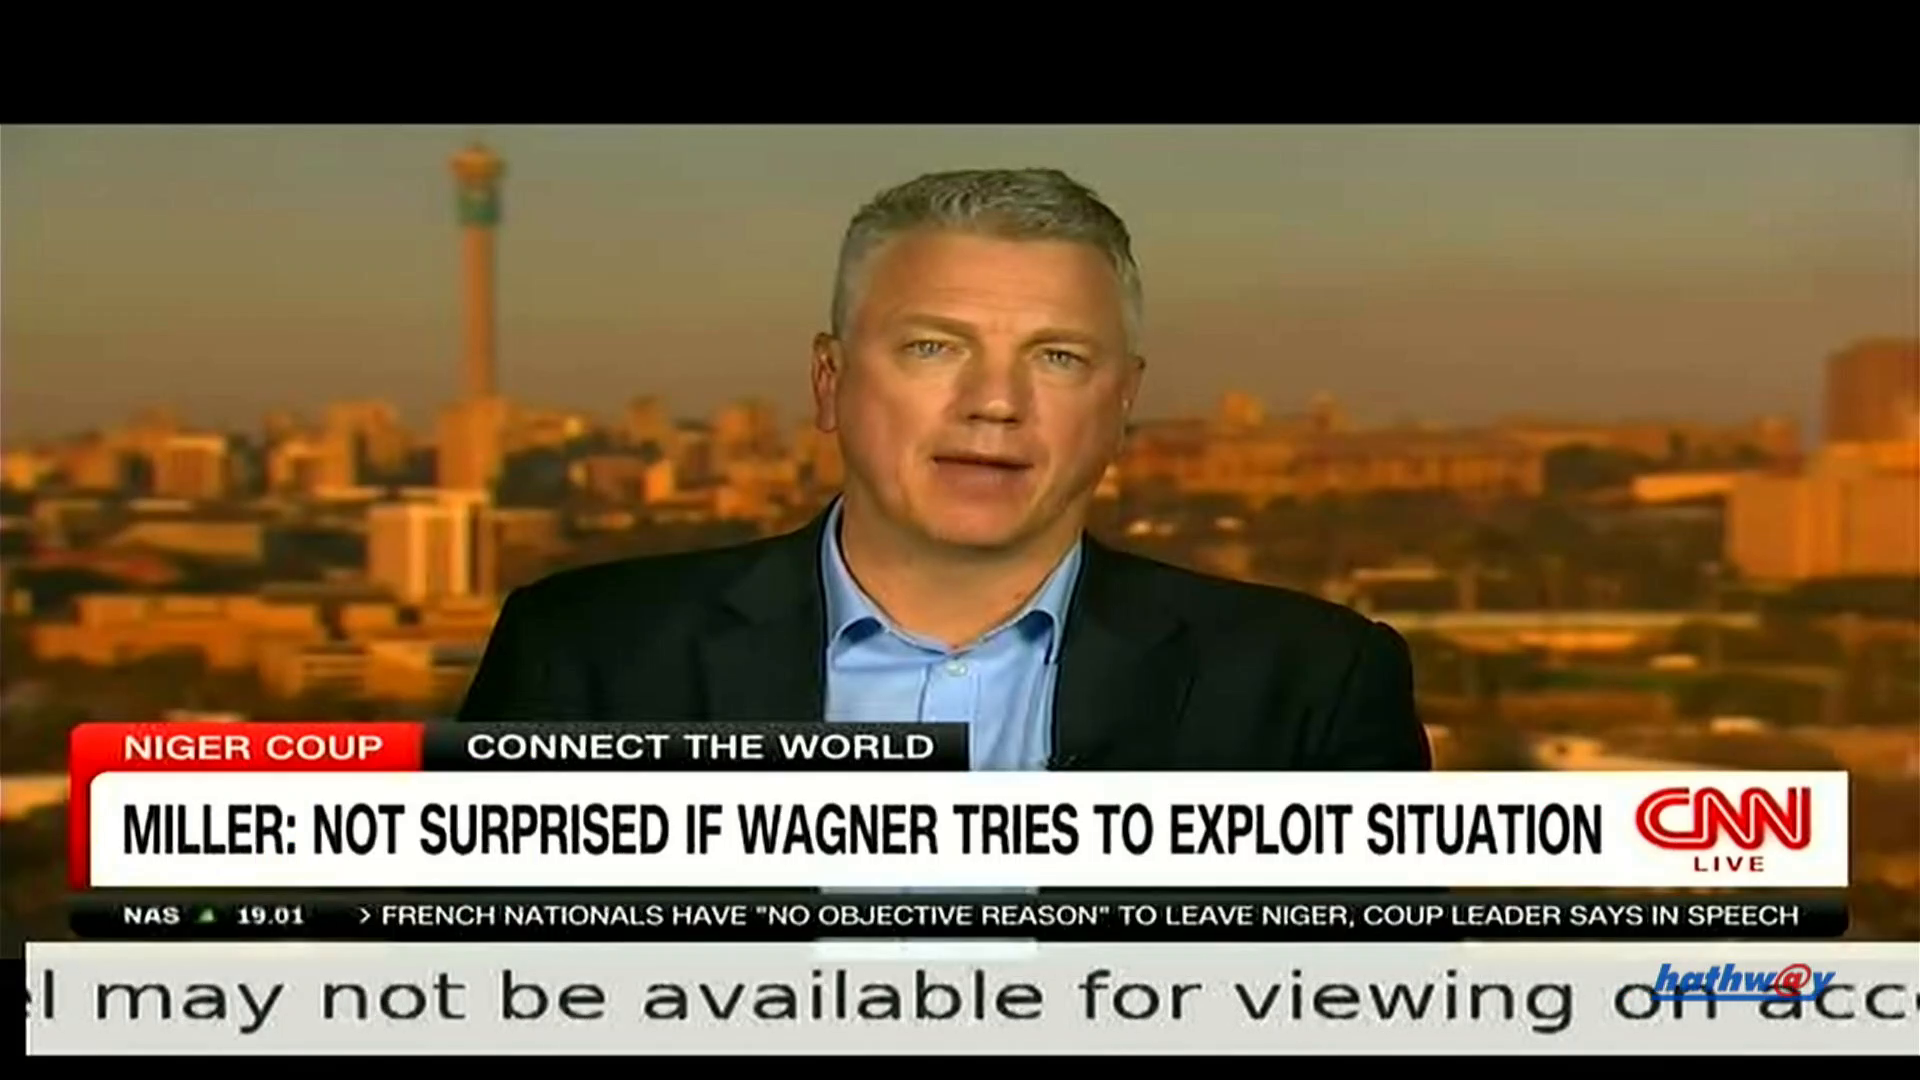 NIGER COUP CONNECT THE WORLD
MILLER: NOT SURPRISED IF WAGNER TRIES TO EXPLOIT SITUATION
CNN
LIVE
NAS ▲ 19.01 > FRENCH NATIONALS HAVE "NO OBJECTIVE REASON" TO LEAVE NIGER, COUP LEADER SAYS IN SPEECH
hathw@y
may not be available for viewing on